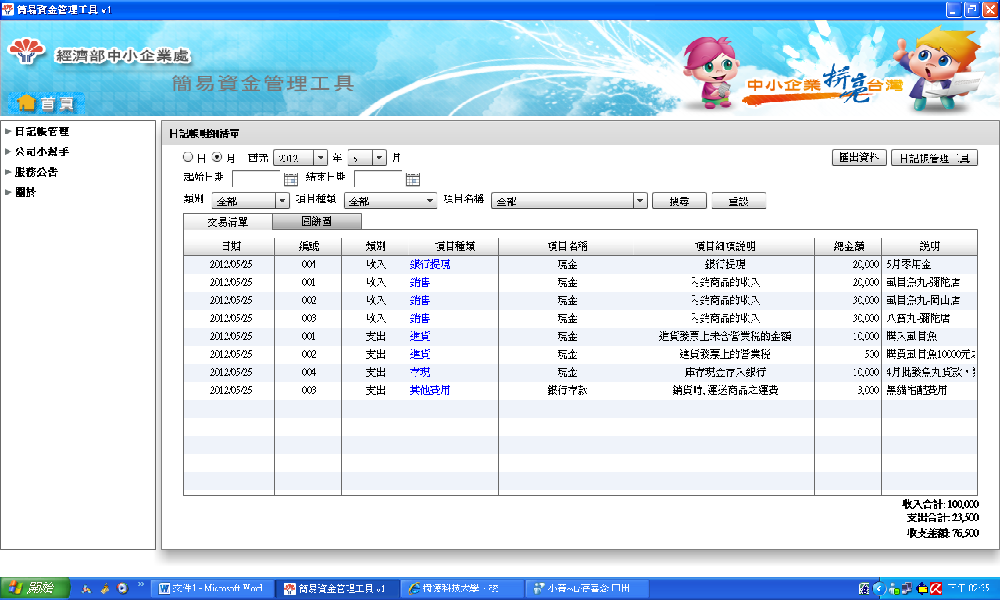 簡易資金管理工具 v1
經濟部中小企業處
簡易資金管理工具
首頁
中小企業拼亮台灣
日記帳管理
公司小幫手
服務公告
關於
日記帳明細清單
日 月 西元 2012 年 5 月 匯出資料 日記帳管理工具
起始日期 結束日期
類別 全部 項目種類 全部 項目名稱 全部 搜尋 重設
交易清單 圓餅圖
日期 編號 類別 項目種類 項目名稱 項目細項說明 總金額 說明
2012/05/25 004 收入 銀行提現 現金 銀行提現 20,000 5月零用金
2012/05/25 001 收入 銷售 現金 內銷商品的收入 20,000 虱目魚丸-彌陀店
2012/05/25 002 收入 銷售 現金 內銷商品的收入 30,000 虱目魚丸-岡山店
2012/05/25 003 收入 銷售 現金 內銷商品的收入 30,000 八寶丸-彌陀店
2012/05/25 001 支出 進貨 現金 進貨發票上未含營業稅的金額 10,000 購入虱目魚
2012/05/25 002 支出 進貨 現金 進貨發票上的營業稅 500 購買虱目魚10000元
2012/05/25 004 支出 存現 現金 庫存現金存入銀行 10,000 4月批發魚丸貨款，
2012/05/25 003 支出 其他費用 銀行存款 銷貨時,運送商品之運費 3,000 黑貓宅配費用
收入合計: 100,000
支出合計: 23,500
收支差額: 76,500
開始 文件1 - Microsoft Word 簡易資金管理工具 v1 樹德科技大學‧校... 小菁~心存善念 口出... 下午 02:35